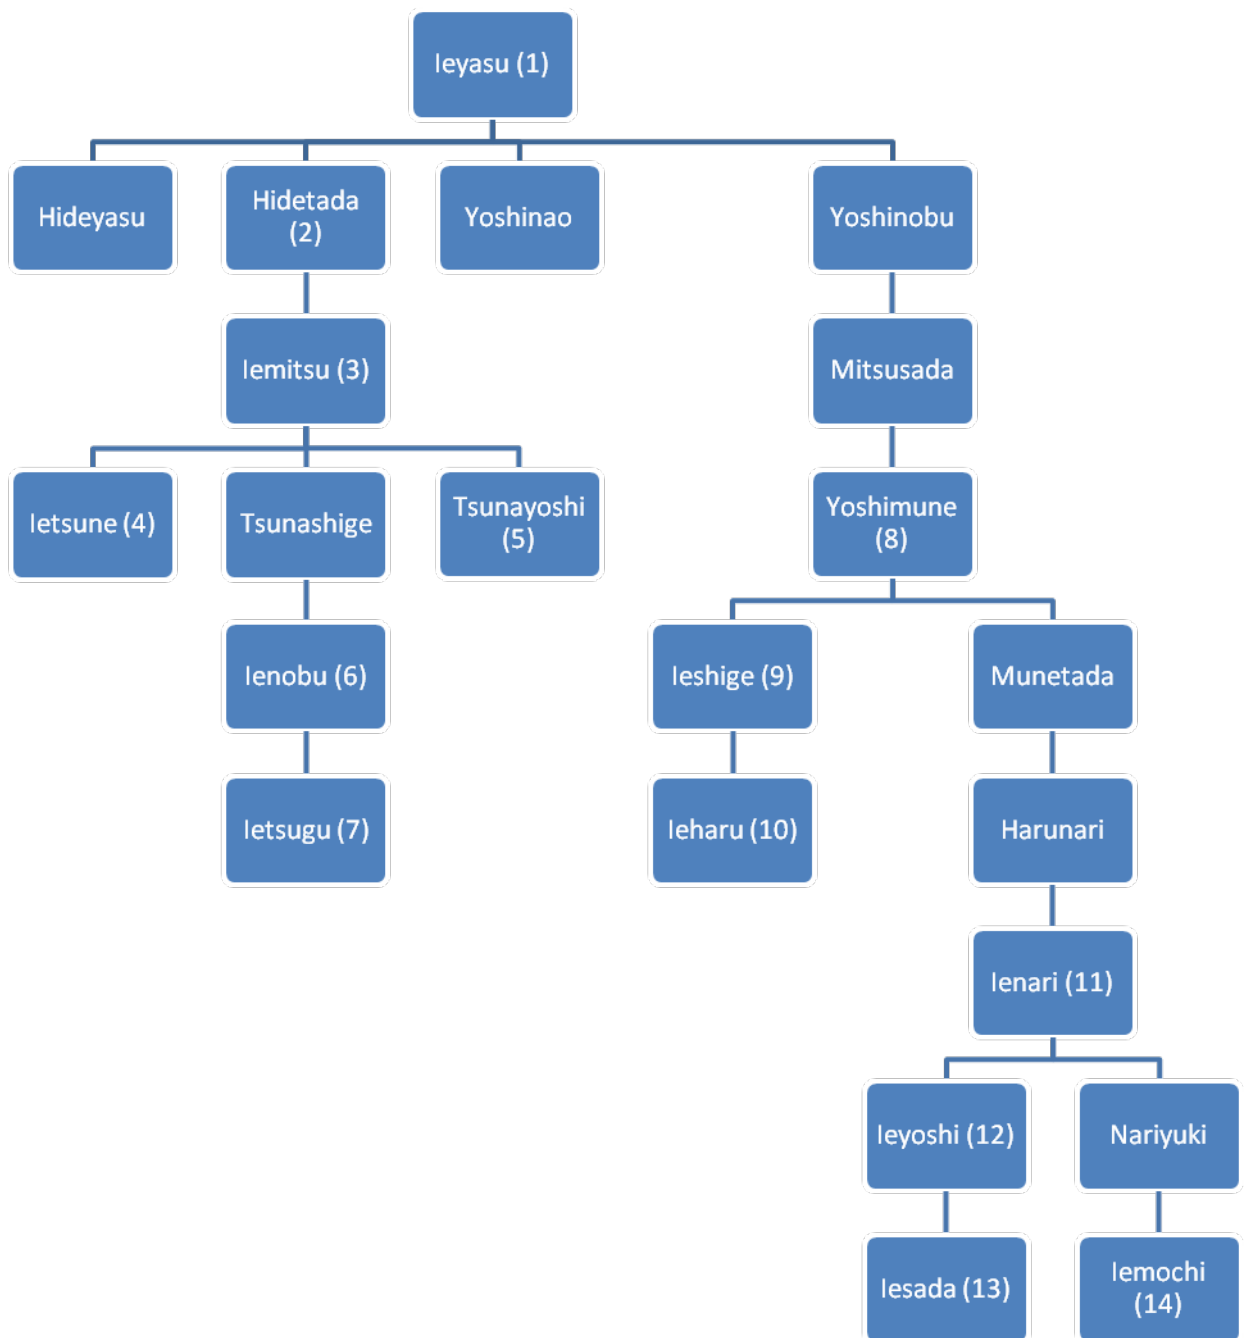 Ieyasu (1)
Hideyasu
Hidetada
(2)
Yoshinao
Yoshinobu
Iemitsu (3)
Mitsusada
Ietsune (4)
Tsunashige
Tsunayoshi
(5)
Yoshimune
(8)
Ienobu (6)
Ieshige (9)
Munetada
Ietsugu (7)
Ieharu (10)
Harunari
Ienari (11)
Ieyoshi (12)
Nariyuki
Iesada (13)
Iemochi
(14)